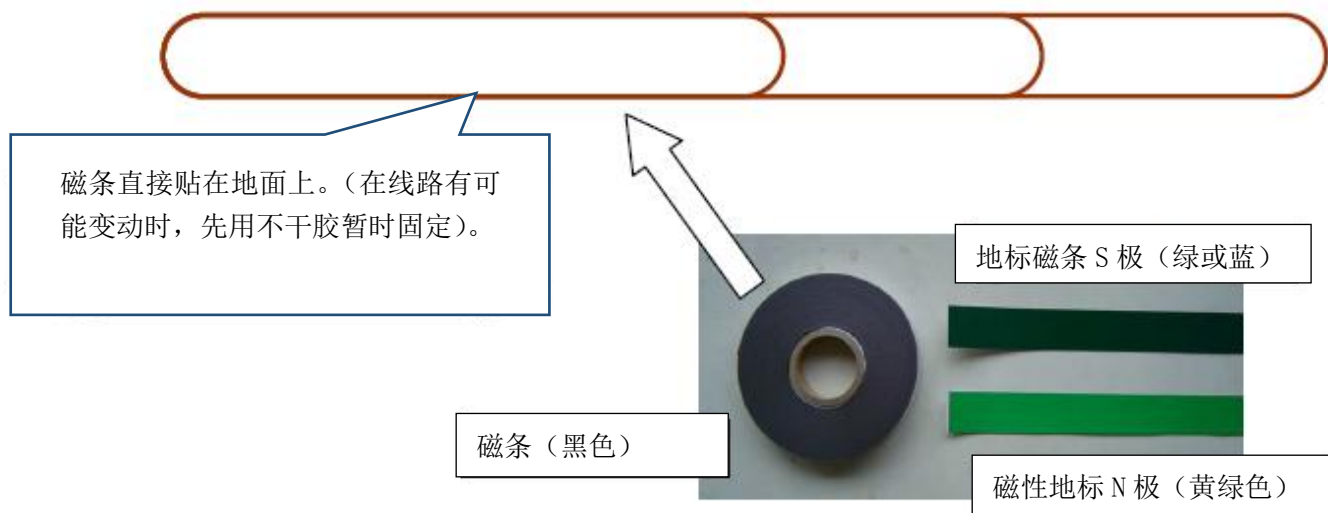 磁条直接贴在地面上。（在线路有可
能变动时，先用不干胶暂时固定）。
地标磁条 S 极（绿或蓝）
磁条（黑色）
磁性地标 N 极（黄绿色）